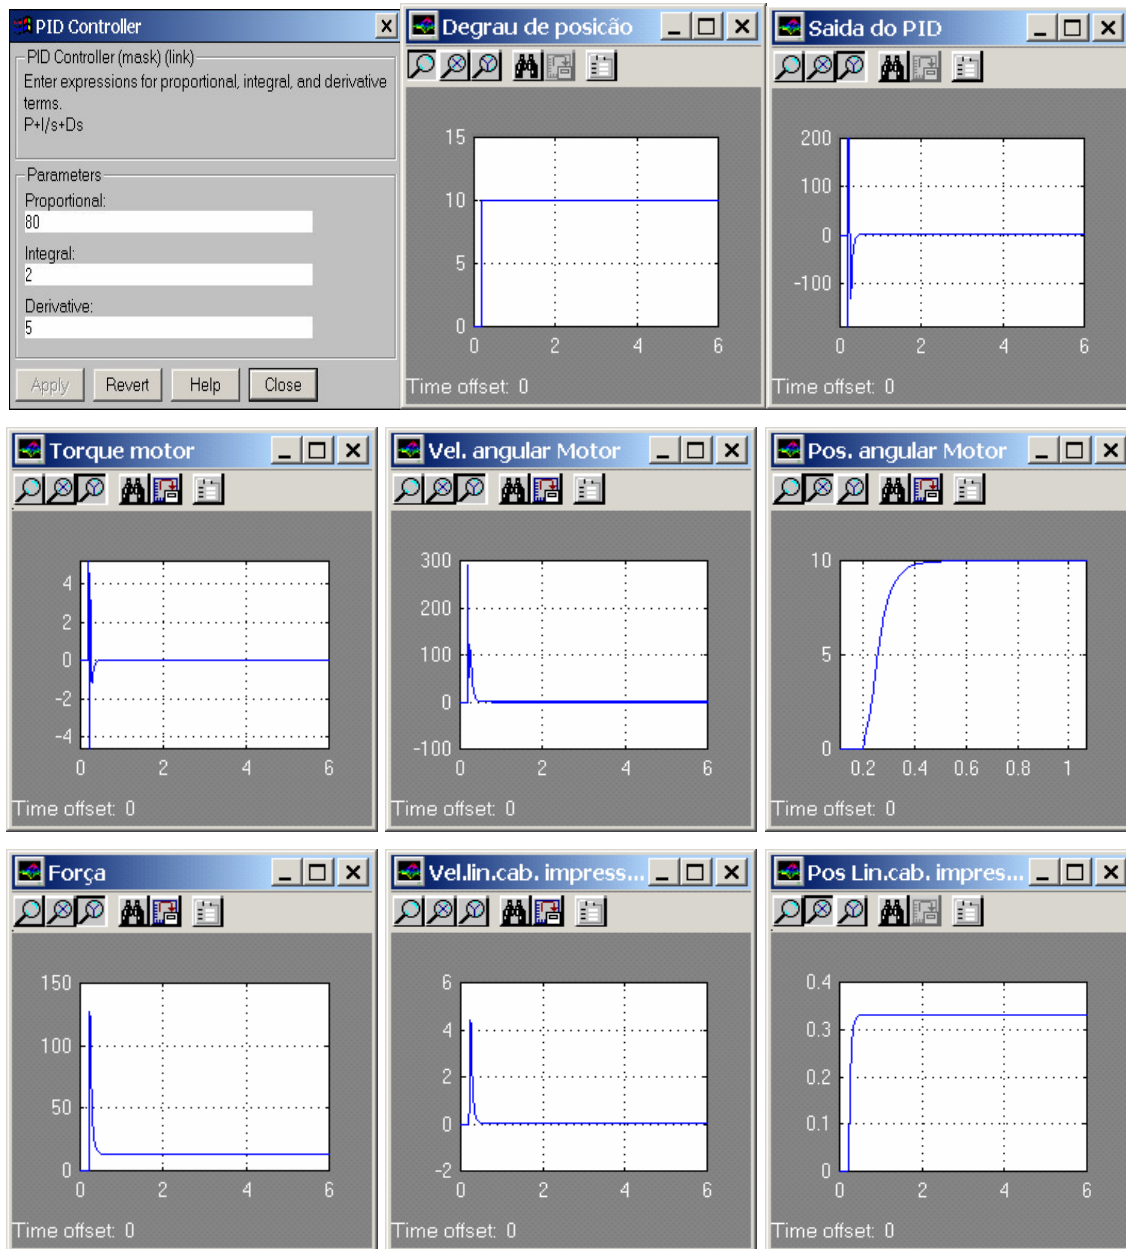 PID Controller
PID Controller (mask) (link)
Enter expressions for proportional, integral, and derivative
terms.
P+I/s+Ds
Parameters
Proportional:
80
Integral:
2
Derivative:
5
Apply Revert Help Close
Degrau de posicão
15
10
5
0
0 2 4 6
Time offset: 0
Saida do PID
200
100
0
-100
0 2 4 6
Time offset: 0
Torque motor
4
2
0
-2
-4
0 2 4 6
Time offset: 0
Vel. angular Motor
300
200
100
0
-100
0 2 4 6
Time offset: 0
Pos. angular Motor
10
5
0
0.2 0.4 0.6 0.8 1
Time offset: 0
Força
150
100
50
0
0 2 4 6
Time offset: 0
Vel.lin.cab. impress...
6
4
2
0
-2
0 2 4 6
Time offset: 0
Pos Lin.cab. impres...
0.4
0.3
0.2
0.1
0
0 2 4 6
Time offset: 0